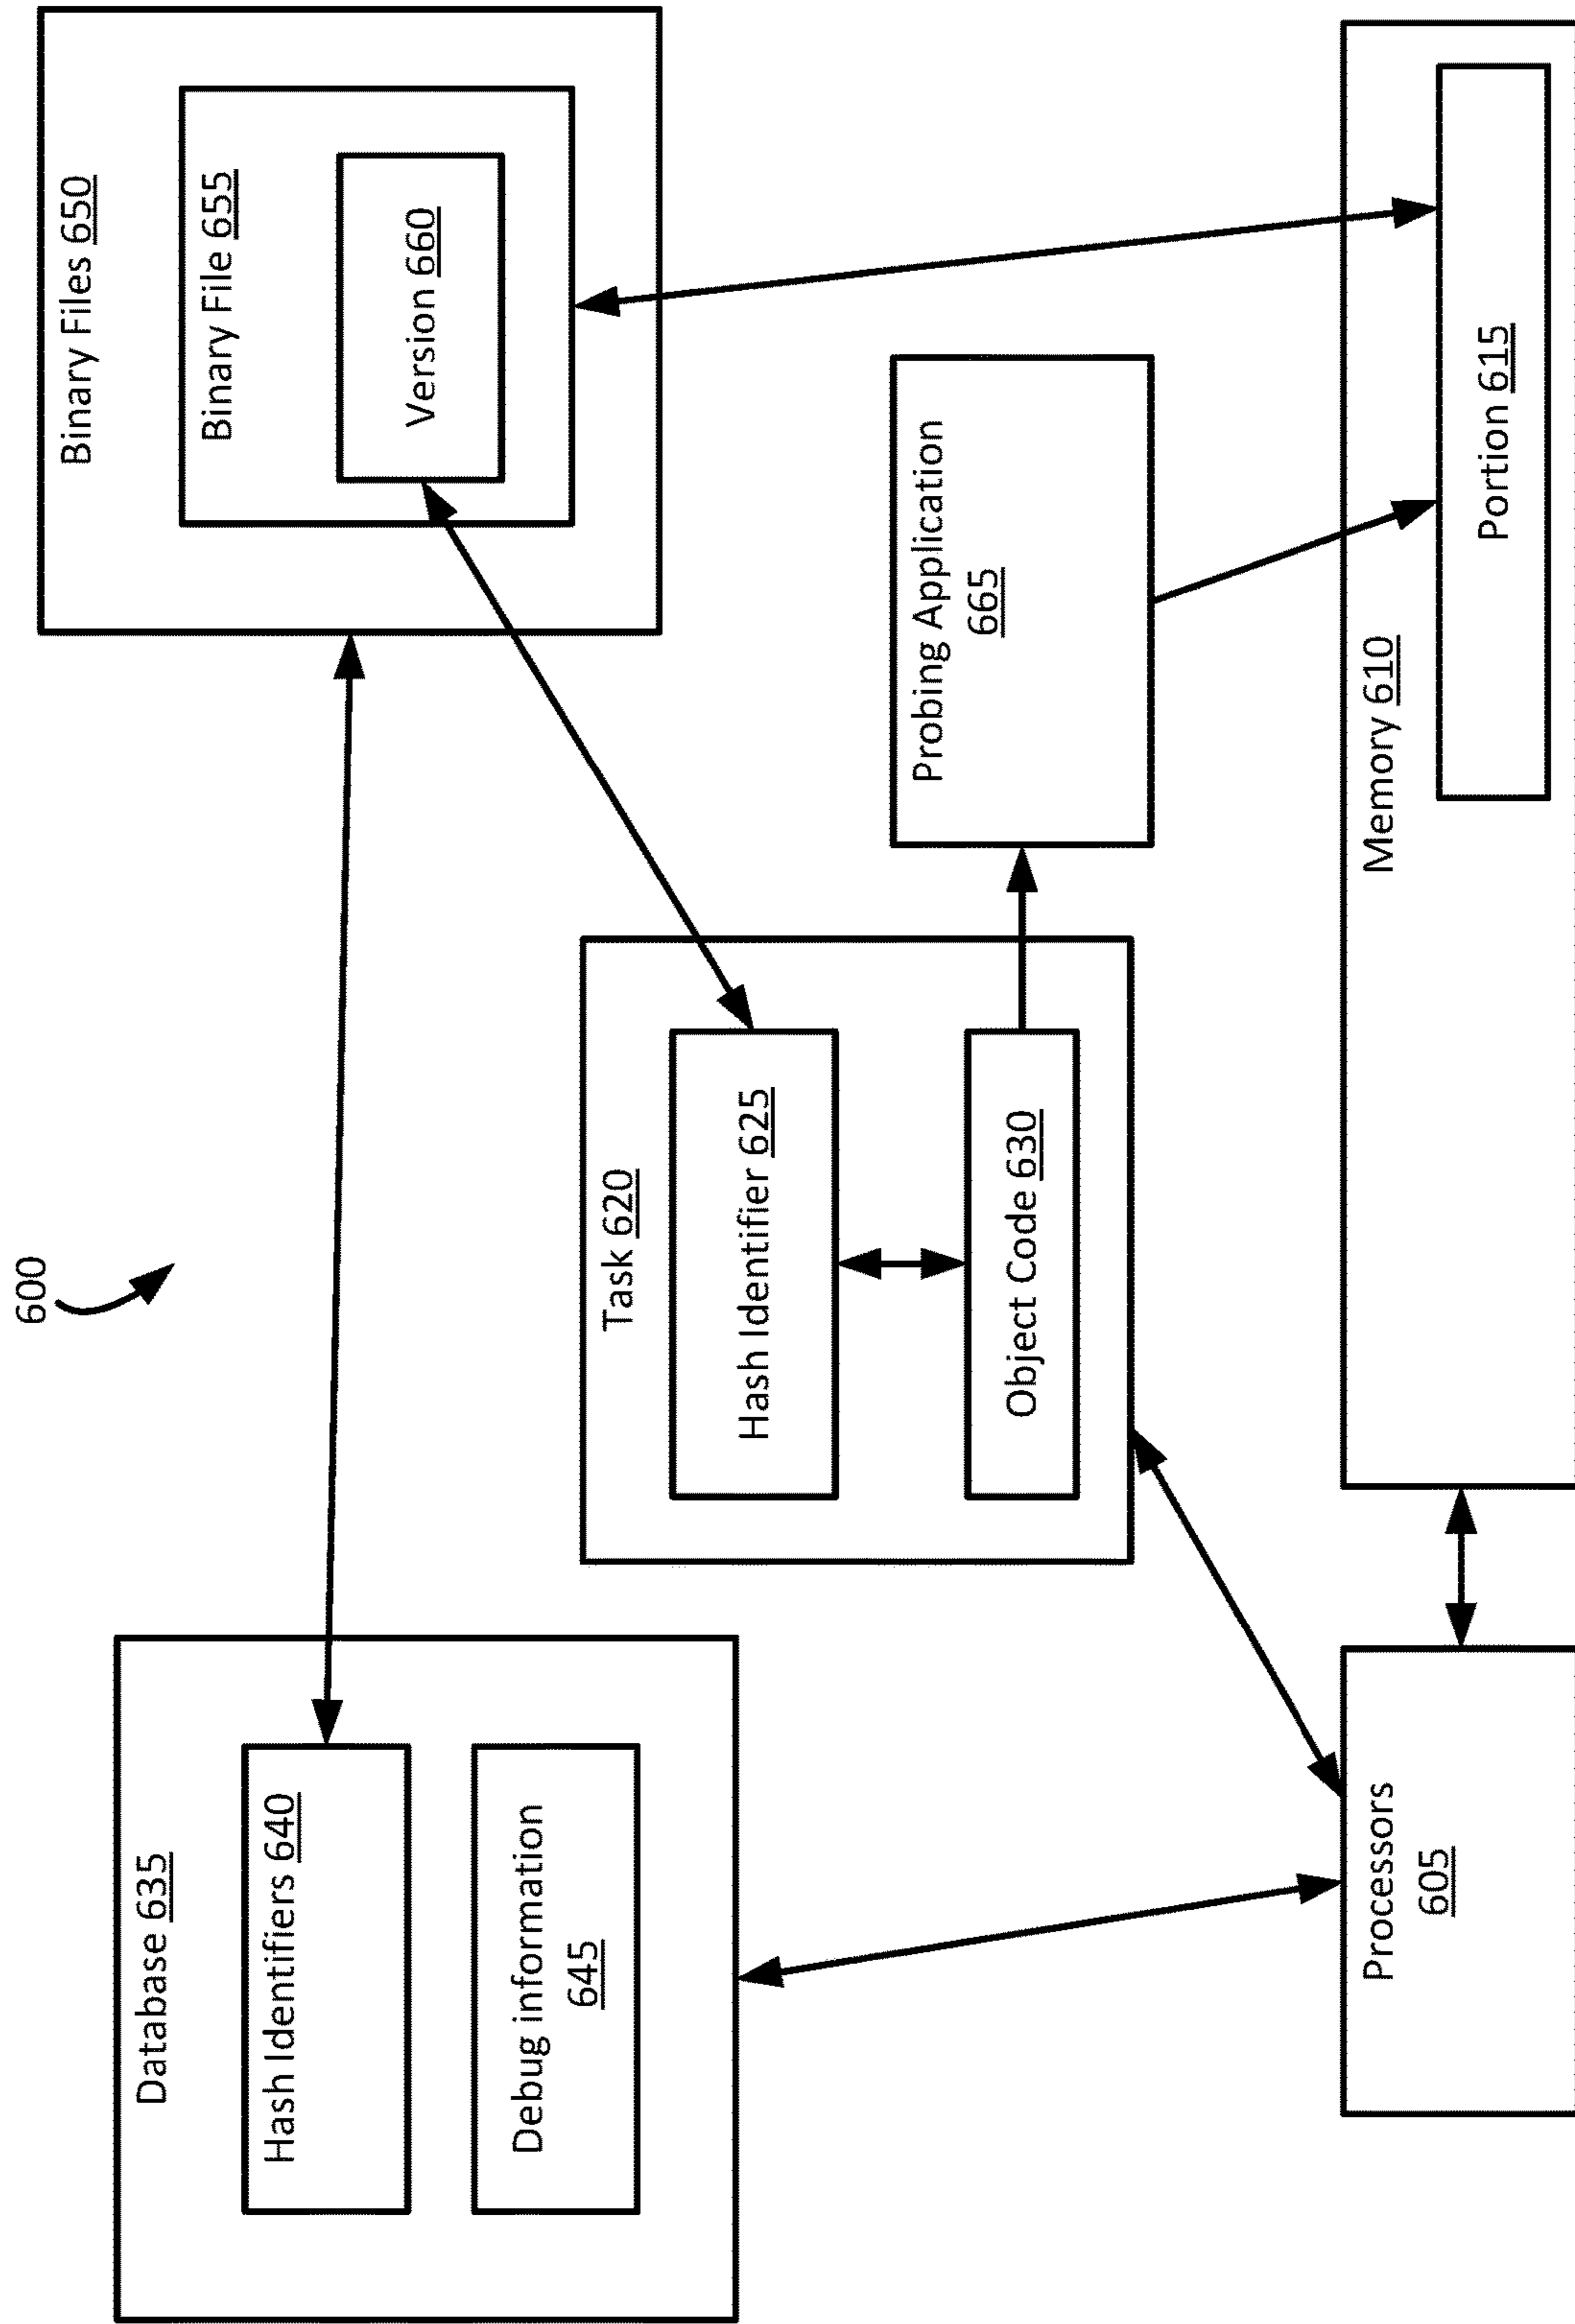 600
Database 635
Hash Identifiers 640
Debug information
645
Binary Files 650
Binary File 655
Version 660
Task 620
Hash Identifier 625
Object Code 630
Probing Application
665
Processors
605
Memory 610
Portion 615